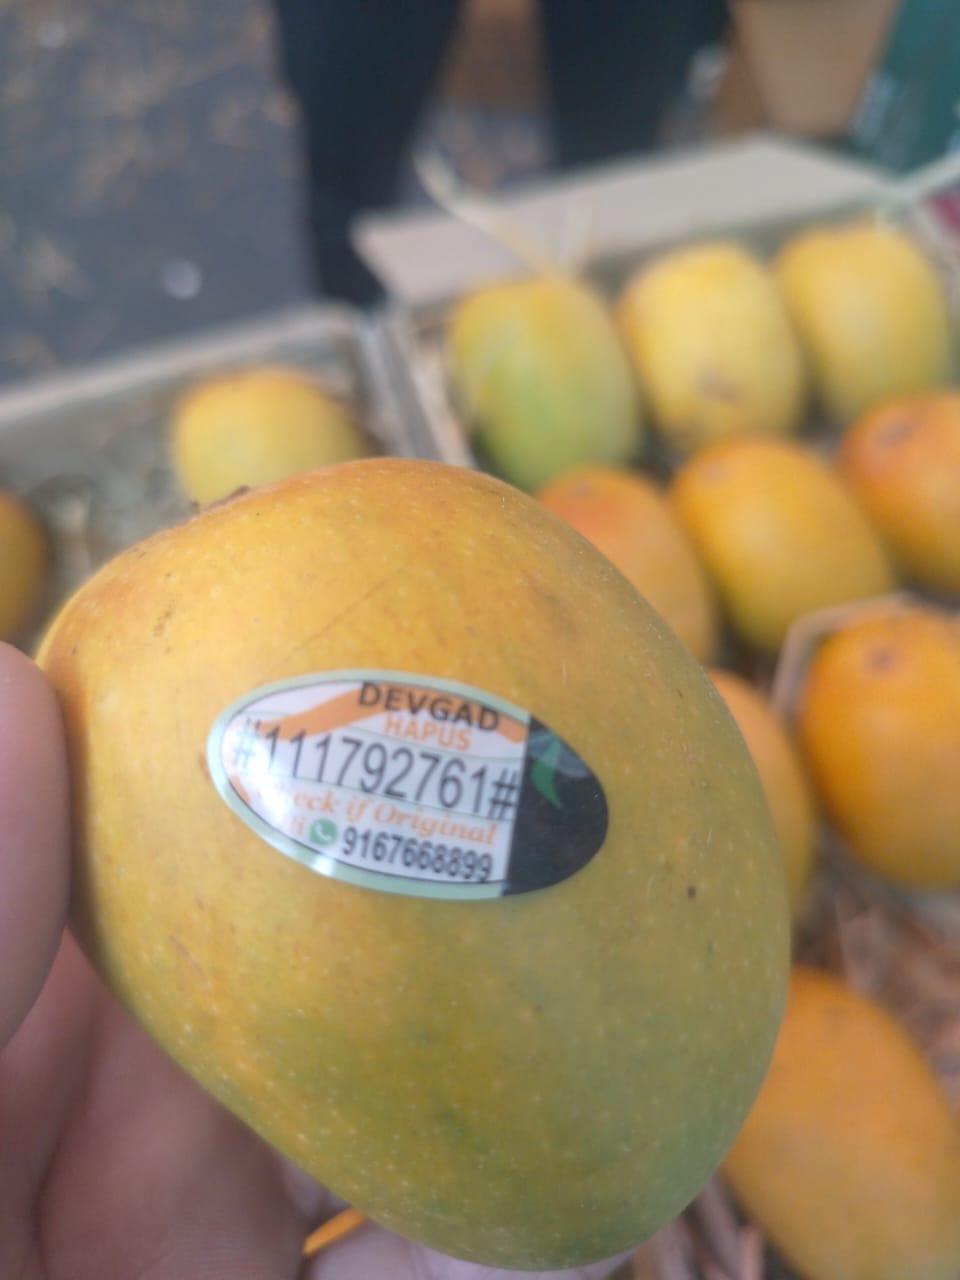 DEVGAD
HAPUS
#111792761#
Check if Original
9167668899